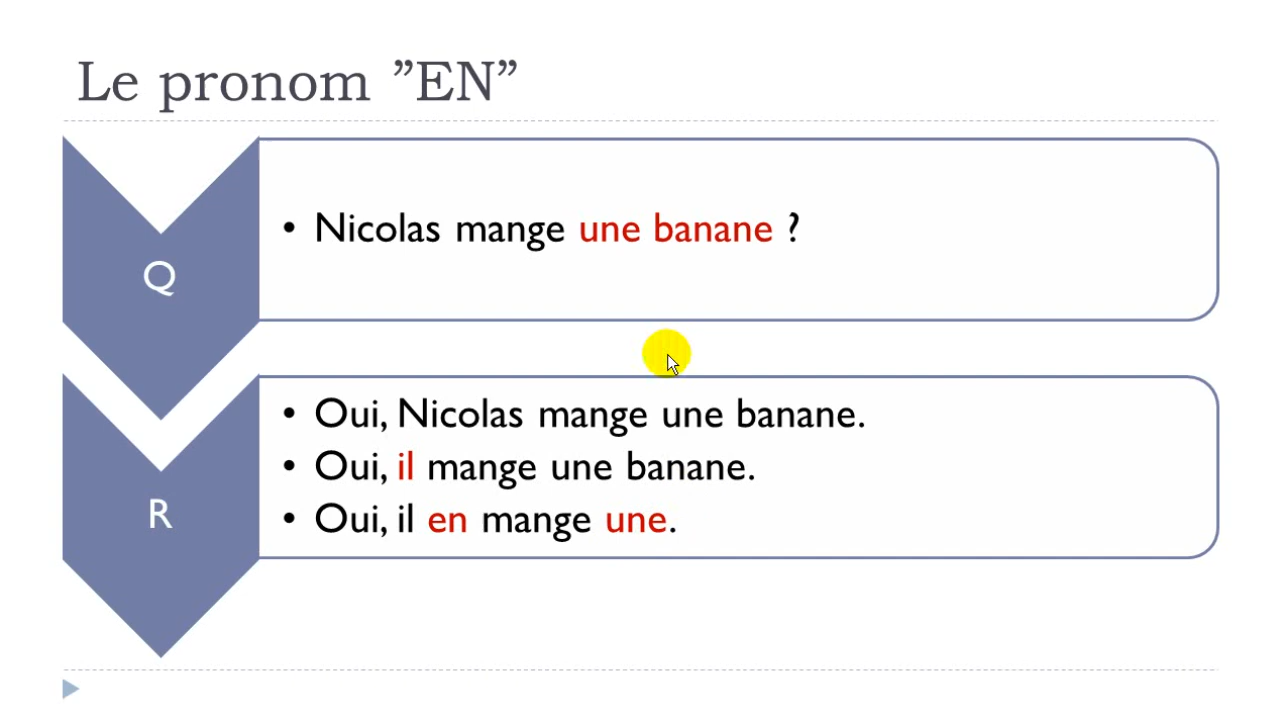 Le pronom ”EN”
Q
• Nicolas mange une banane ?
R
• Oui, Nicolas mange une banane.
• Oui, il mange une banane.
• Oui, il en mange une.